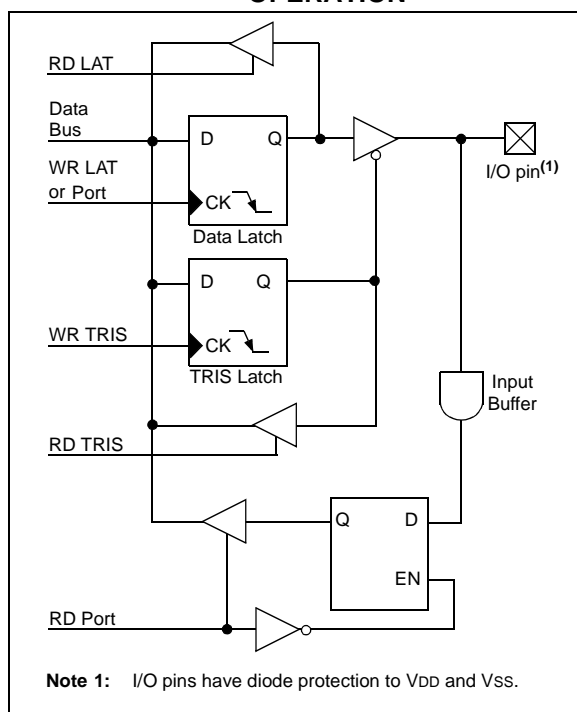 OPERATION
RD LAT
Data
Bus
D Q
WR LAT
or Port
CK
Data Latch
I/O pin(1)
D Q
WR TRIS
CK
TRIS Latch
Input
Buffer
RD TRIS
Q D
EN
RD Port
Note 1: I/O pins have diode protection to VDD and VSS.